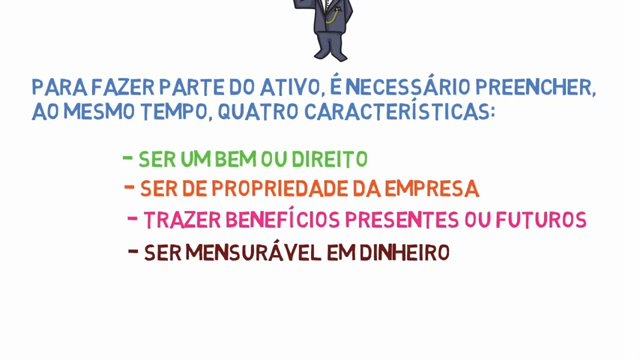 PARA FAZER PARTE DO ATIVO, É NECESSÁRIO PREENCHER,
AO MESMO TEMPO, QUATRO CARACTERÍSTICAS:
- SER UM BEM OU DIREITO
- SER DE PROPRIEDADE DA EMPRESA
- TRAZER BENEFÍCIOS PRESENTES OU FUTUROS
- SER MENSURÁVEL EM DINHEIRO